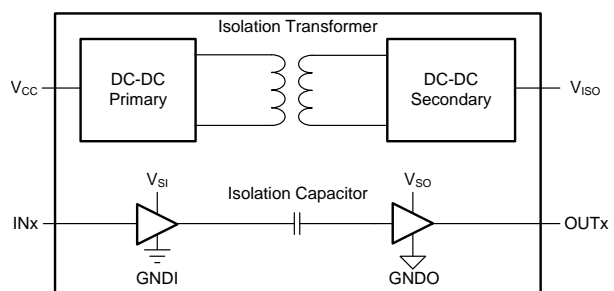 Isolation Transformer
DC-DC
Primary
DC-DC
Secondary
VCC
VISO
VSI
Isolation Capacitor
VSO
INx
OUTx
GNDI
GNDO